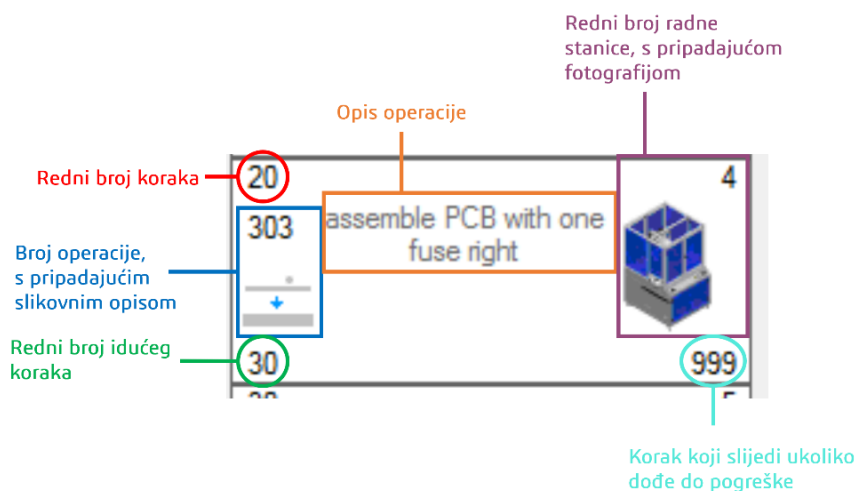 Redni broj radne
stanice, s pripadajućom
fotografijom
Opis operacije
Redni broj koraka
20
4
303
assemble PCB with one
fuse right
Broj operacije,
s pripadajućim
slikovnim opisom
Redni broj idućeg
koraka
30
999
Korak koji slijedi ukoliko
dođe do pogreške